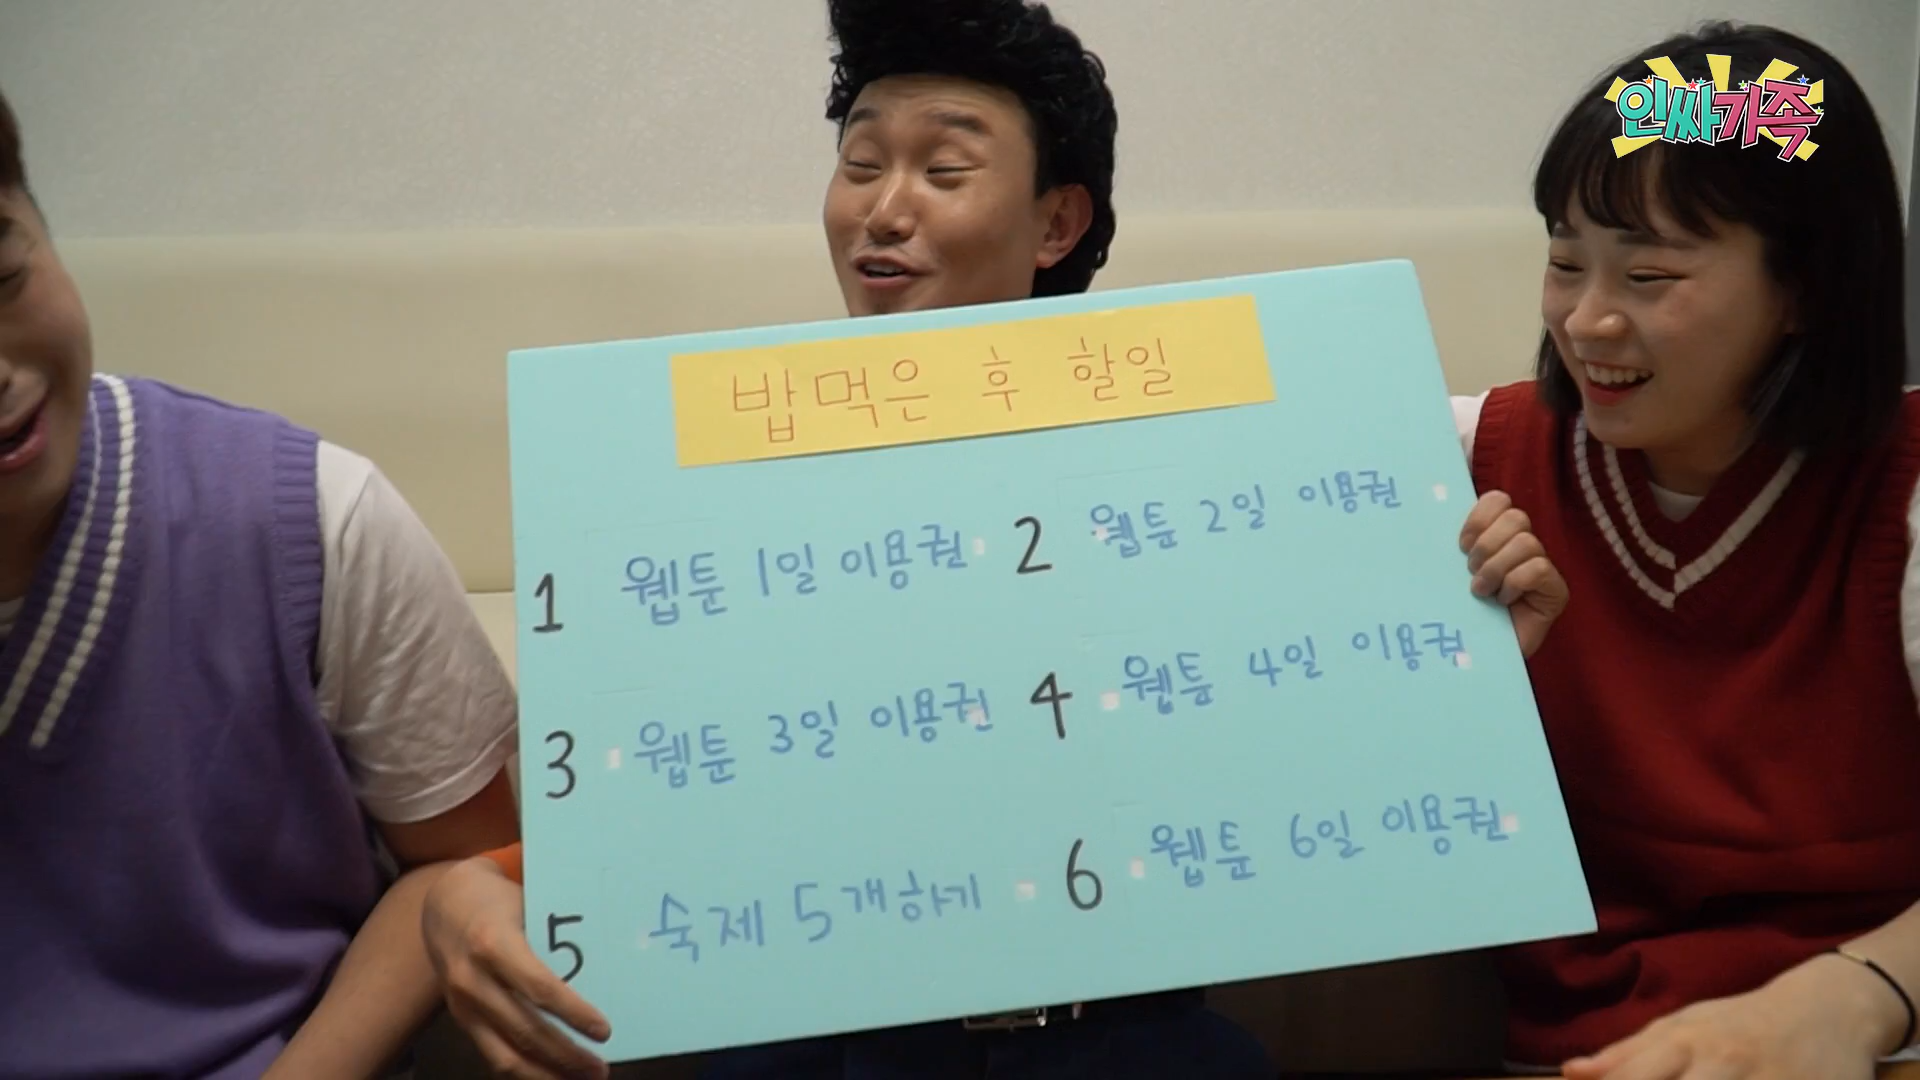 인싸가족
밥먹은 후 할일
1 웹툰 1일 이용권
2 웹툰 2일 이용권
3 웹툰 3일 이용권
4 웹툰 4일 이용권
5 숙제 5개하기
6 웹툰 6일 이용권